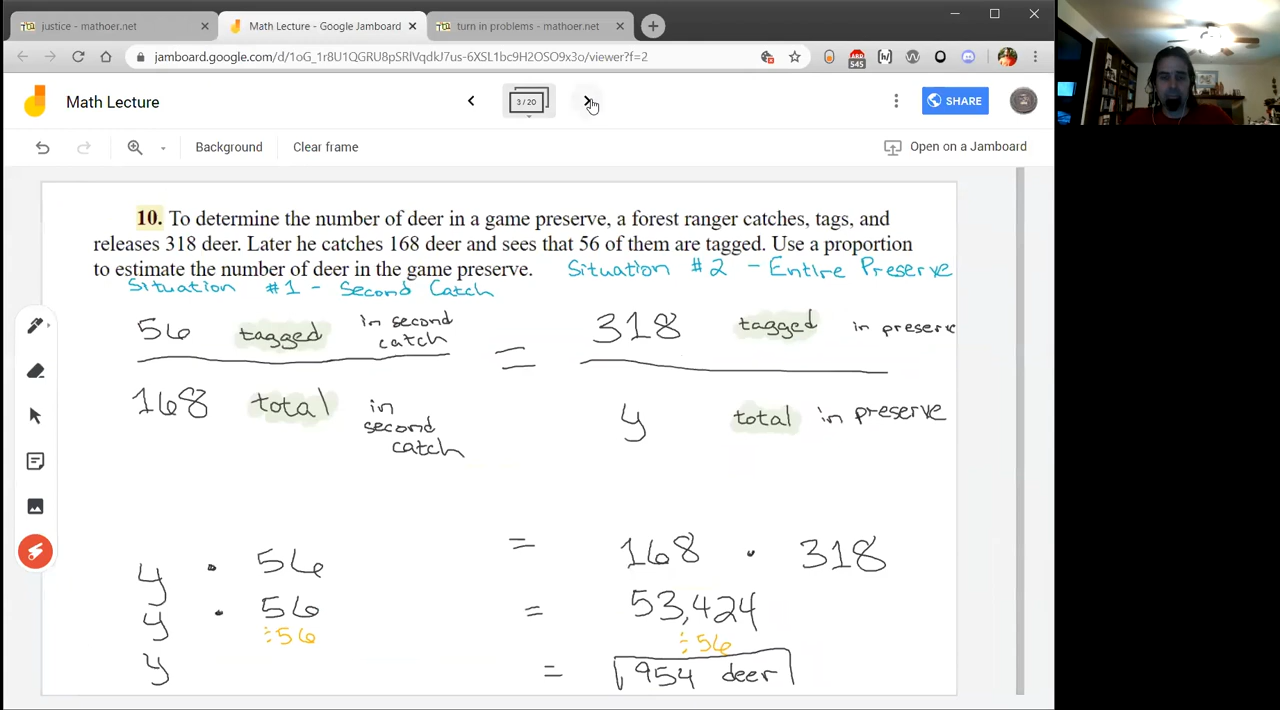 justice - mathoer.net
Math Lecture - Google Jamboard
turn in problems - mathoer.net
jamboard.google.com/d/1oG_1r8U1QGRU8pSRlVqdkJ7us-6XSL1bc9H2OSO9x3o/viewer?f=2
545
Math Lecture
3 / 20
SHARE
Background
Clear frame
Open on a Jamboard
10. To determine the number of deer in a game preserve, a forest ranger catches, tags, and
releases 318 deer. Later he catches 168 deer and sees that 56 of them are tagged. Use a proportion
to estimate the number of deer in the game preserve.
Situation #2 - Entire Preserve
Situation #1 - Second Catch
56 tagged in second catch = 318 tagged in preserve
168 total in second catch y total in preserve
y · 56 = 168 · 318
y · 56 = 53,424
÷56 ÷56
y = 954 deer